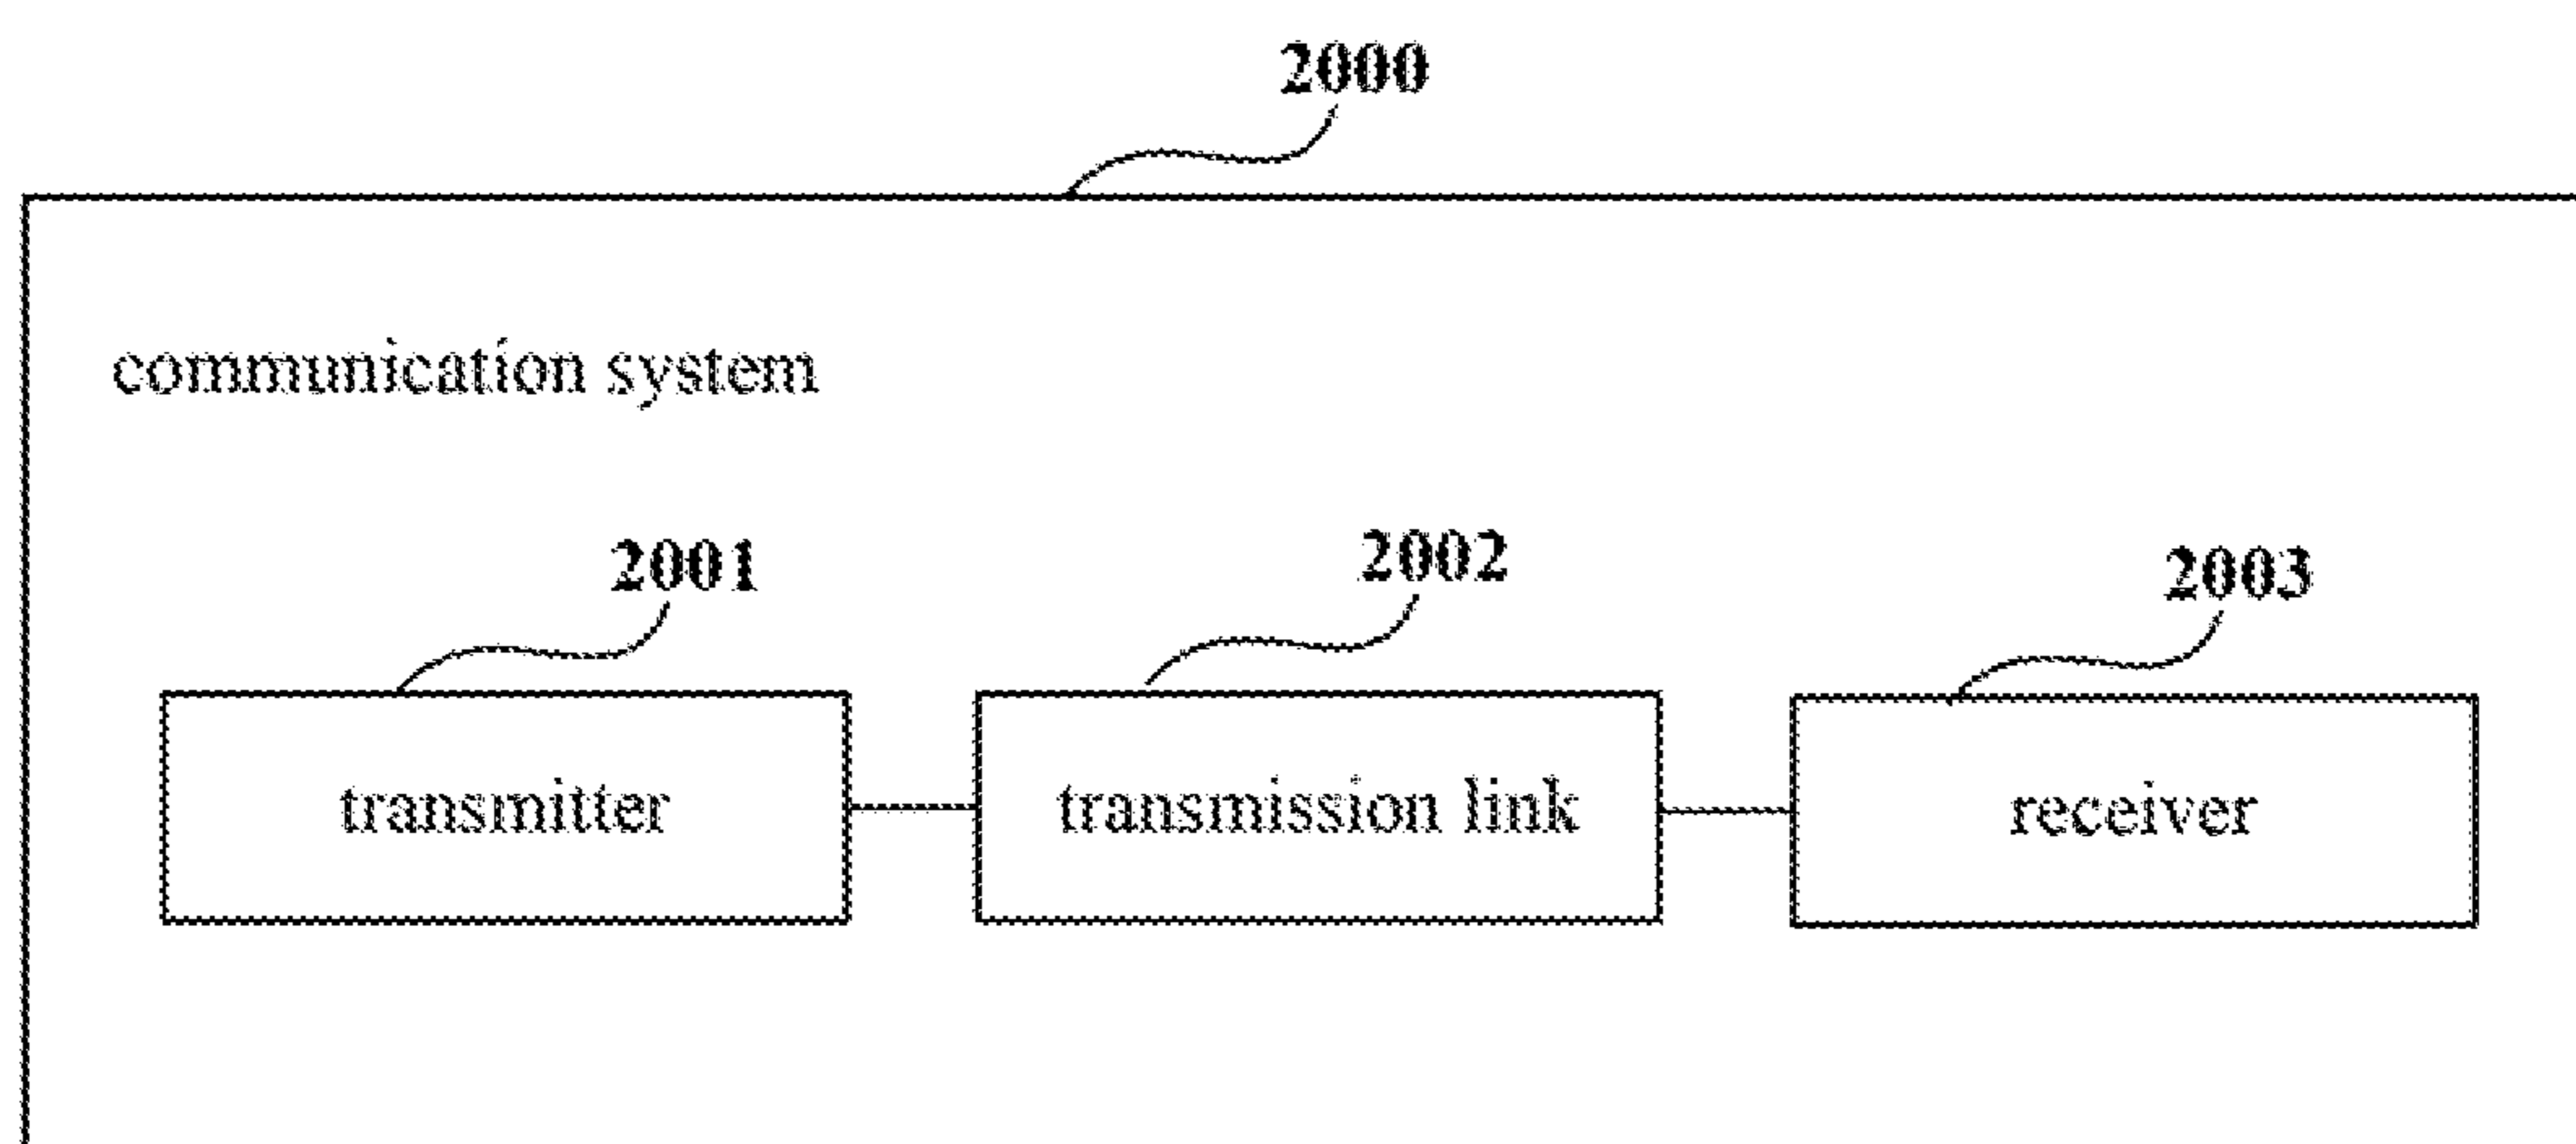 2000
communication system
2001
2002
2003
transmitter
transmission link
receiver